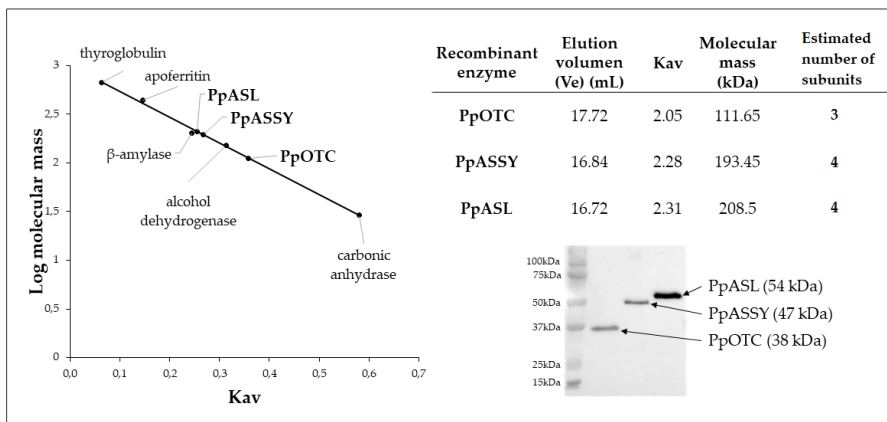 thyroglobulin
apoferritin
PpASL
PpASSY
β-amylase
PpOTC
alcohol
dehydrogenase
carbonic
anhydrase
Log molecular mass
3
2,5
2
1,5
1
0,5
0
0,0 0,1 0,2 0,3 0,4 0,5 0,6 0,7
Kav
Recombinant enzyme Elution volumen (Ve) (mL) Kav Molecular mass (kDa) Estimated number of subunits
PpOTC 17.72 2.05 111.65 3
PpASSY 16.84 2.28 193.45 4
PpASL 16.72 2.31 208.5 4
100kDa
75kDa
50kDa
37kDa
25kDa
15kDa
PpASL (54 kDa)
PpASSY (47 kDa)
PpOTC (38 kDa)